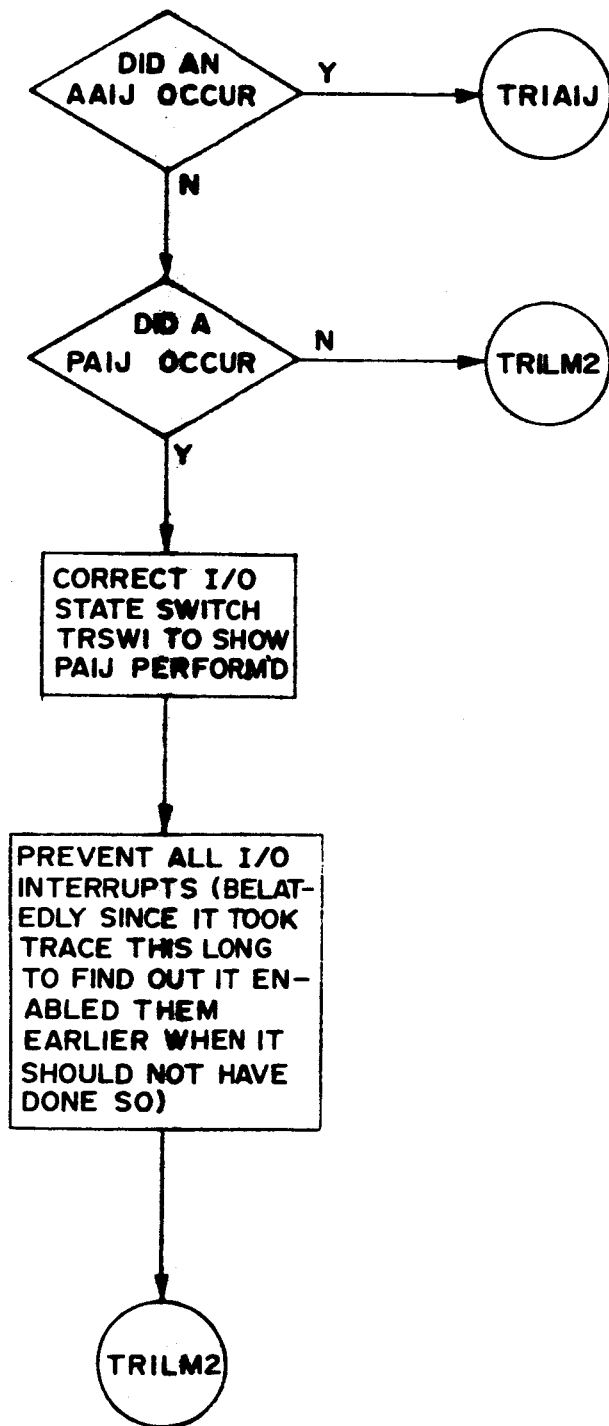 DID AN
AAIJ OCCUR
Y
TRIAIJ
N
DID A
PAIJ OCCUR
N
TRILM2
Y
CORRECT I/O
STATE SWITCH
TRSWI TO SHOW
PAIJ PERFORM'D
PREVENT ALL I/O
INTERRUPTS (BELAT-
EDLY SINCE IT TOOK
TRACE THIS LONG
TO FIND OUT IT EN-
ABLED THEM
EARLIER WHEN IT
SHOULD NOT HAVE
DONE SO)
TRILM2